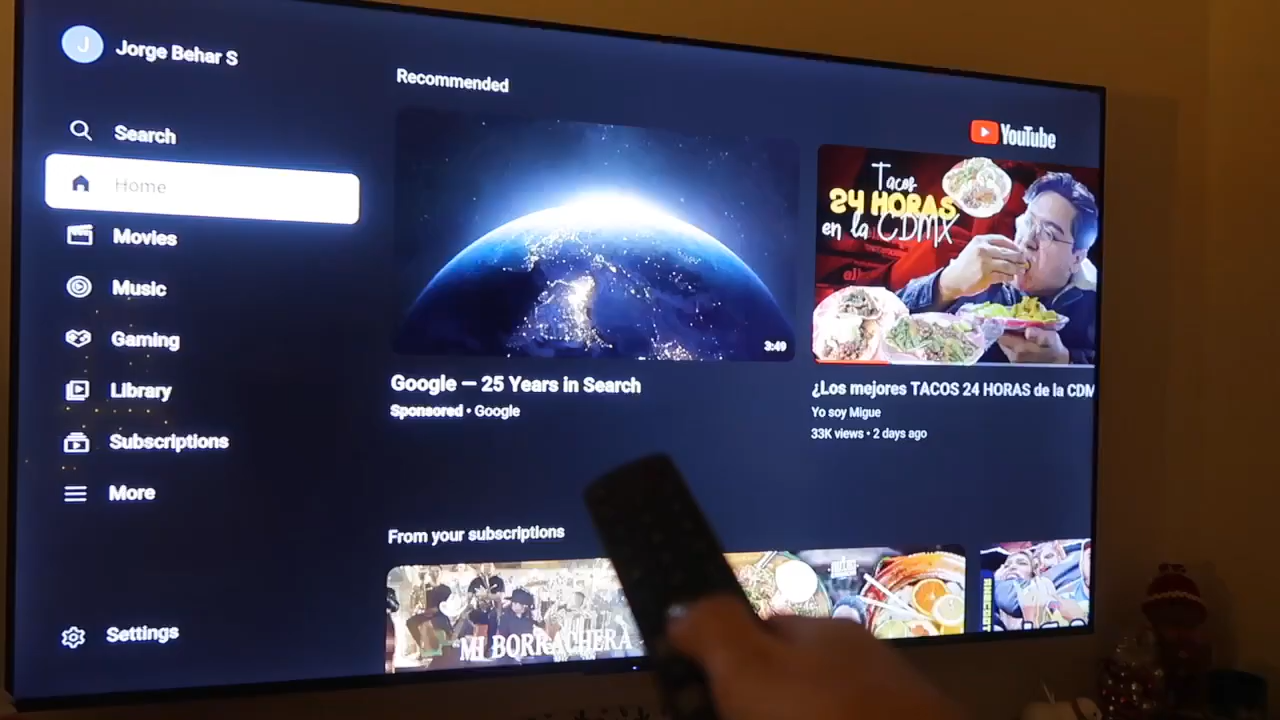 J
Jorge Behar S
Search
Home
Movies
Music
Gaming
Library
Subscriptions
More
Settings
Recommended
YouTube
3:49
Google — 25 Years in Search
Sponsored • Google
Tacos
24 HORAS
en la CDMX
¿Los mejores TACOS 24 HORAS de la CDM
Yo soy Migue
33K views • 2 days ago
From your subscriptions
MI BORRACHERA